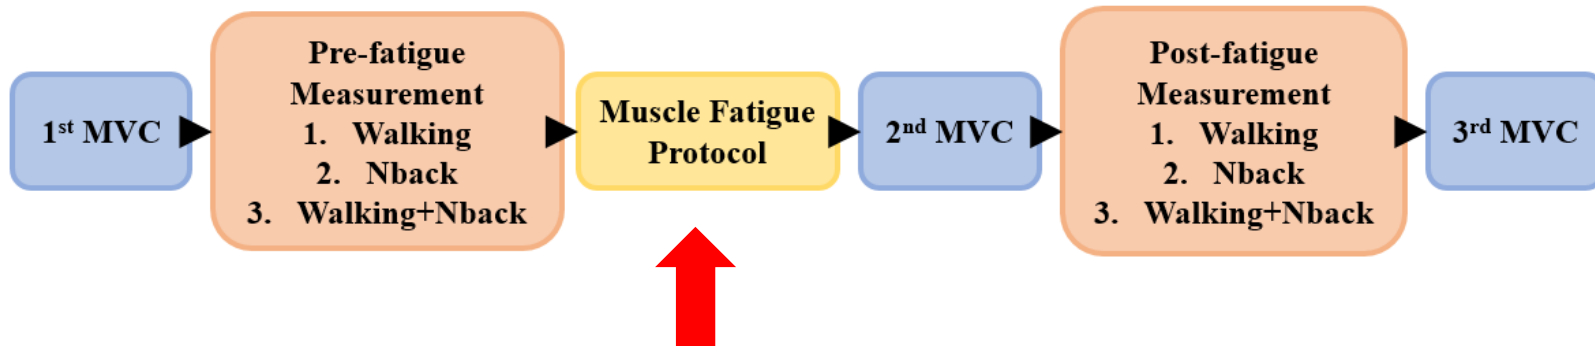 1st MVC
Pre-fatigue
Measurement
1. Walking
2. Nback
3. Walking+Nback
Muscle Fatigue
Protocol
2nd MVC
Post-fatigue
Measurement
1. Walking
2. Nback
3. Walking+Nback
3rd MVC